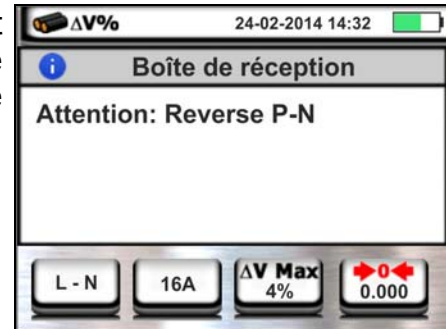 ΔV%
24-02-2014 14:32
Boîte de réception
Attention: Reverse P-N
L - N
16A
ΔV Max
4%
0
0.000